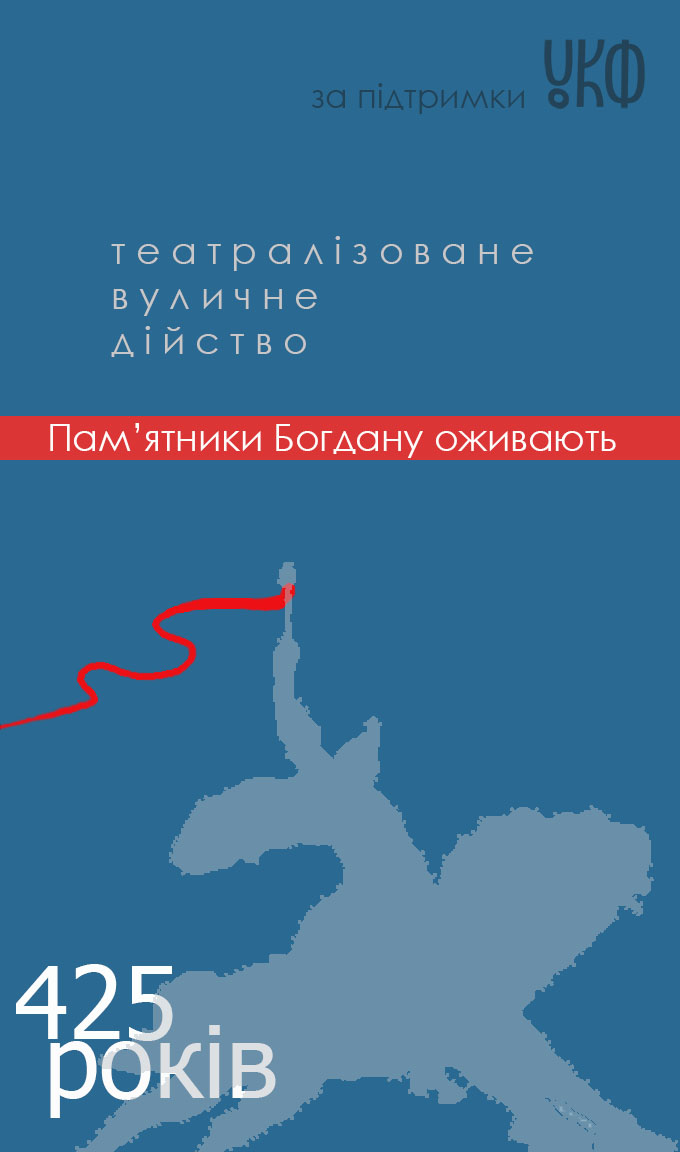 за підтримки УКФ
театралізоване
вуличне
дійство
Пам’ятники Богдану оживають
425
років